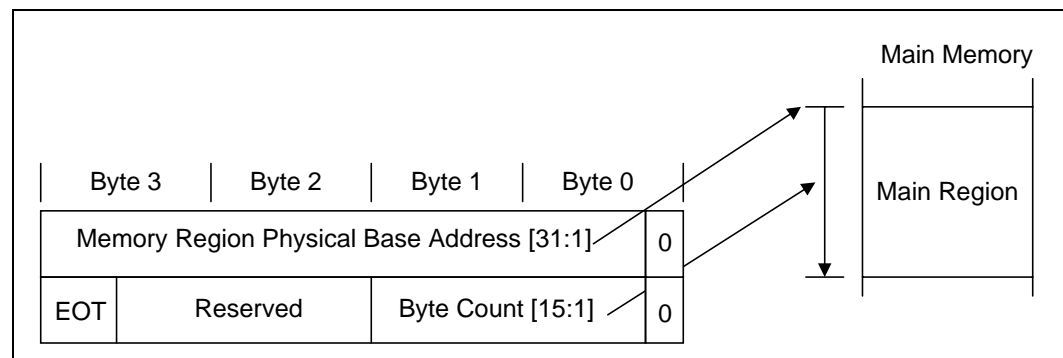 Main Memory
Byte 3 Byte 2 Byte 1 Byte 0
Main Region
Memory Region Physical Base Address [31:1] 0
EOT Reserved Byte Count [15:1] 0